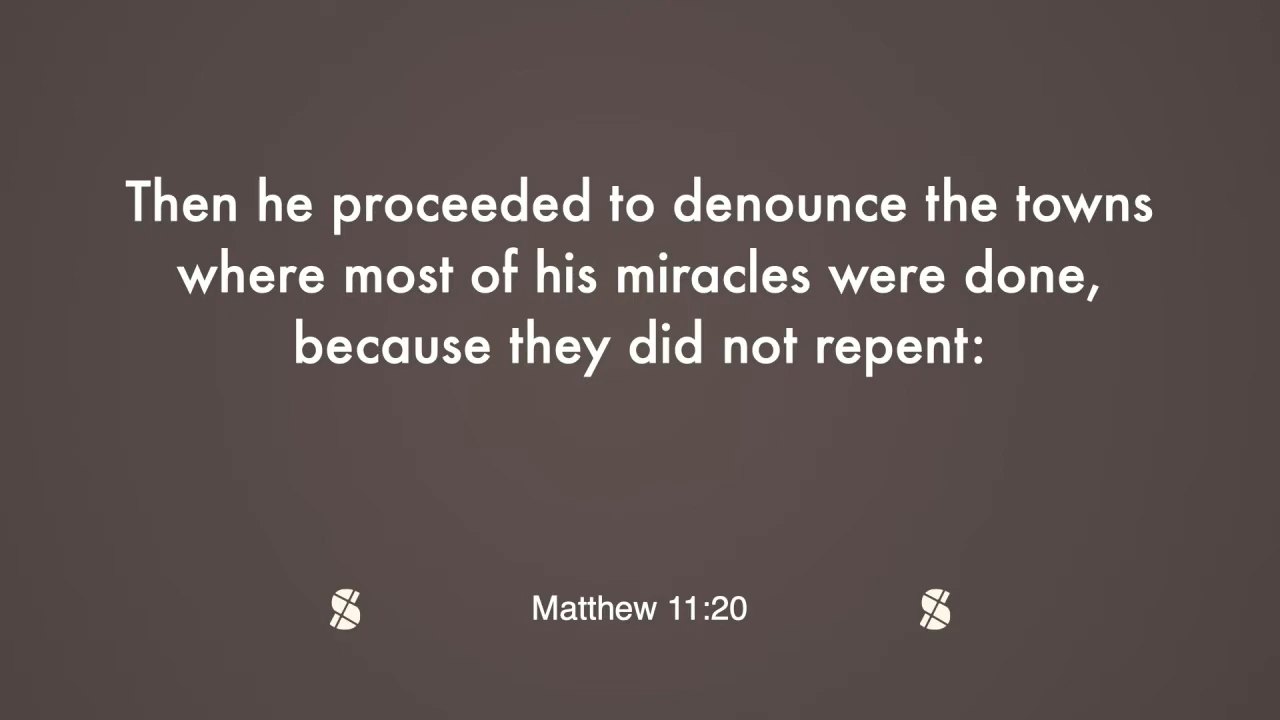 Then he proceeded to denounce the towns
where most of his miracles were done,
because they did not repent:
Matthew 11:20